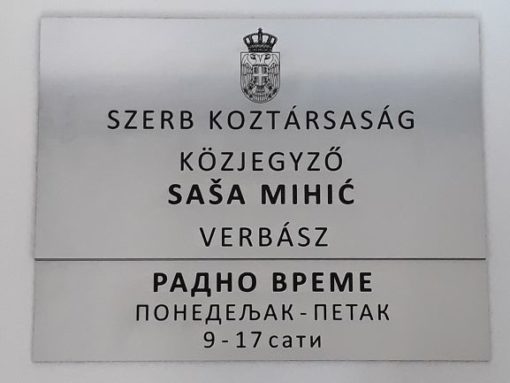 SZERB KOZTÁRSASÁG
KÖZJEGYZŐ
SAŠA MIHIĆ
VERBÁSZ
РАДНО ВРЕМЕ
ПОНЕДЕЉАК - ПЕТАК
9 - 17 сати